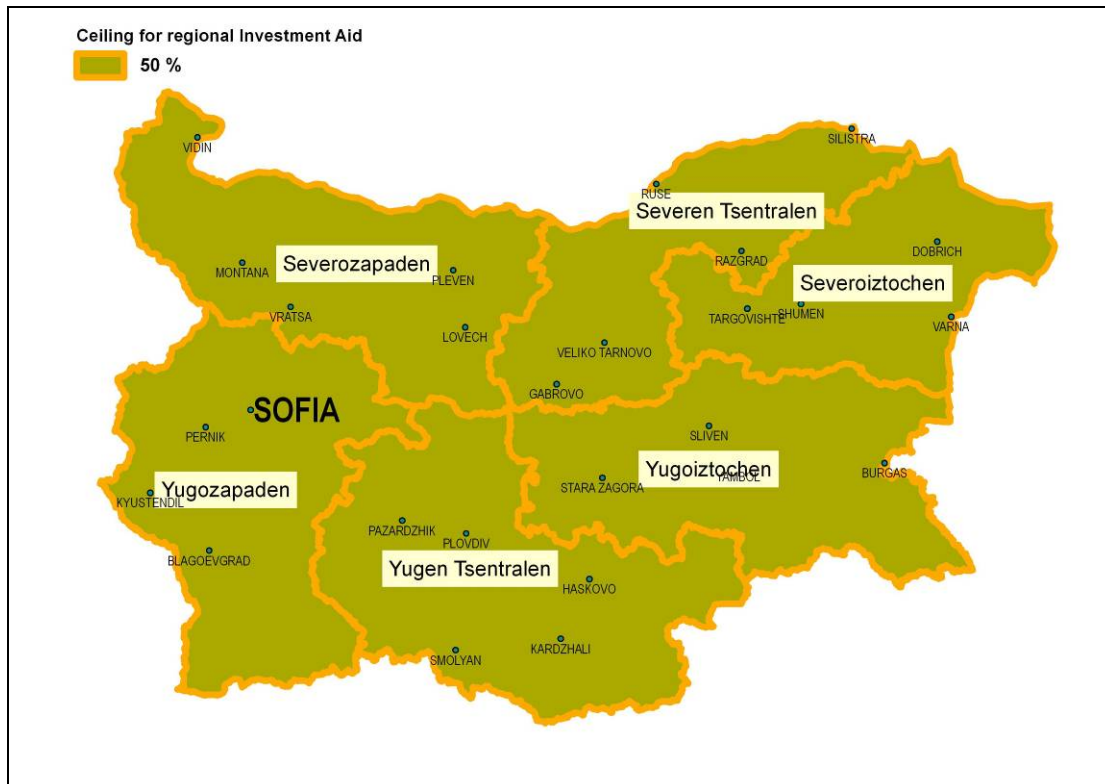 Ceiling for regional Investment Aid
50 %
VIDIN
SILISTRA
RUSE
Severen Tsentralen
DOBRICH
RAZGRAD
MONTANA
Severozapaden
PLEVEN
Severoiztochen
VRATSA
TARGOVISHTE
SHUMEN
VARNA
LOVECH
VELIKO TARNOVO
GABROVO
SOFIA
PERNIK
SLIVEN
Yugoiztochen
BURGAS
YAMBOL
STARA ZAGORA
Yugozapaden
KYUSTENDIL
PAZARDZHIK
PLOVDIV
BLAGOEVGRAD
Yugen Tsentralen
HASKOVO
KARDZHALI
SMOLYAN